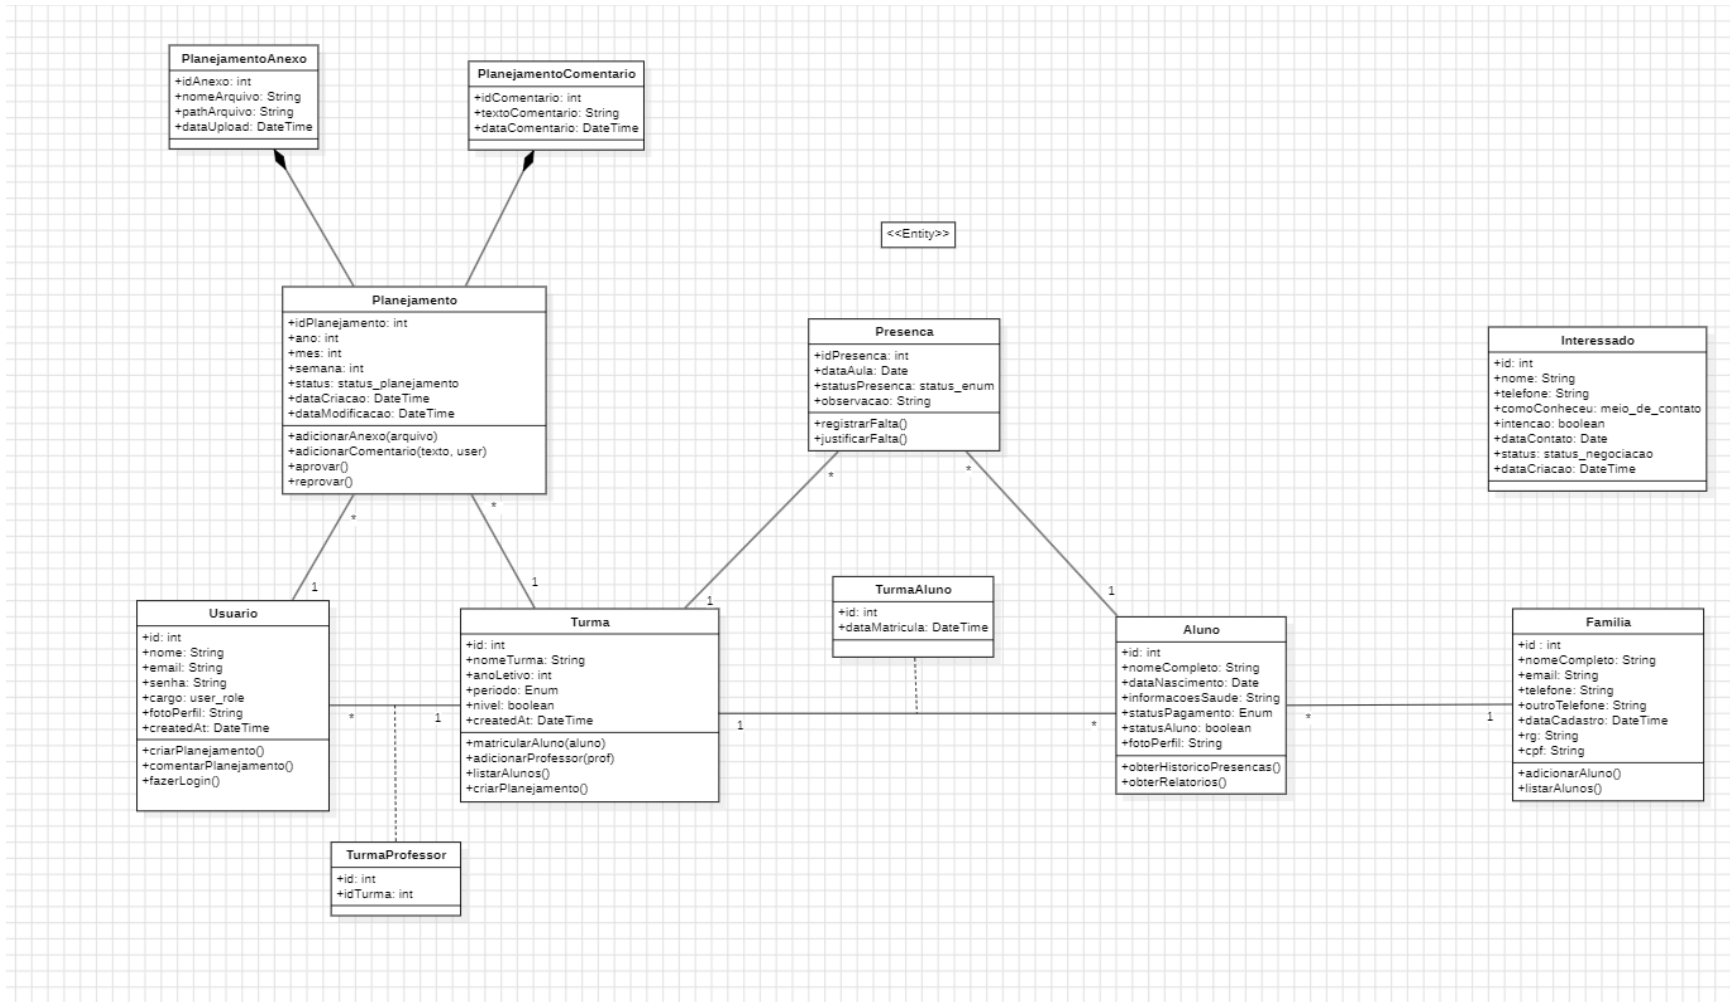 PlanejamentoAnexo
+idAnexo: int
+nomeArquivo: String
+pathArquivo: String
+dataUpload: DateTime
PlanejamentoComentario
+idComentario: int
+textoComentario: String
+dataComentario: DateTime
<<Entity>>
Planejamento
+idPlanejamento: int
+ano: int
+mes: int
+semana: int
+status: status_planejamento
+dataCriacao: DateTime
+dataModificacao: DateTime
+adicionarAnexo(arquivo)
+adicionarComentario(texto, user)
+aprovar()
+reprovar()
Presenca
+idPresenca: int
+dataAula: Date
+statusPresenca: status_enum
+observacao: String
+registrarFalta()
+justificarFalta()
Interessado
+id: int
+nome: String
+telefone: String
+comoConheceu: meio_de_contato
+intencao: boolean
+dataContato: Date
+status: status_negociacao
+dataCriacao: DateTime
*
*
*
*
1
1
1
1
Usuario
+id: int
+nome: String
+email: String
+senha: String
+cargo: user_role
+fotoPerfil: String
+createdAt: DateTime
+criarPlanejamento()
+comentarPlanejamento()
+fazerLogin()
*
1
Turma
+id: int
+nomeTurma: String
+anoLetivo: int
+periodo: Enum
+nivel: boolean
+createdAt: DateTime
+matricularAluno(aluno)
+adicionarProfessor(prof)
+listarAlunos()
+criarPlanejamento()
TurmaAluno
+id: int
+dataMatricula: DateTime
1
*
Aluno
+id: int
+nomeCompleto: String
+dataNascimento: Date
+informacoesSaude: String
+statusPagamento: Enum
+statusAluno: boolean
+fotoPerfil: String
+obterHistoricoPresencas()
+obterRelatorios()
*
1
Familia
+id : int
+nomeCompleto: String
+email: String
+telefone: String
+outroTelefone: String
+dataCadastro: DateTime
+rg: String
+cpf: String
+adicionarAluno()
+listarAlunos()
TurmaProfessor
+id: int
+idTurma: int